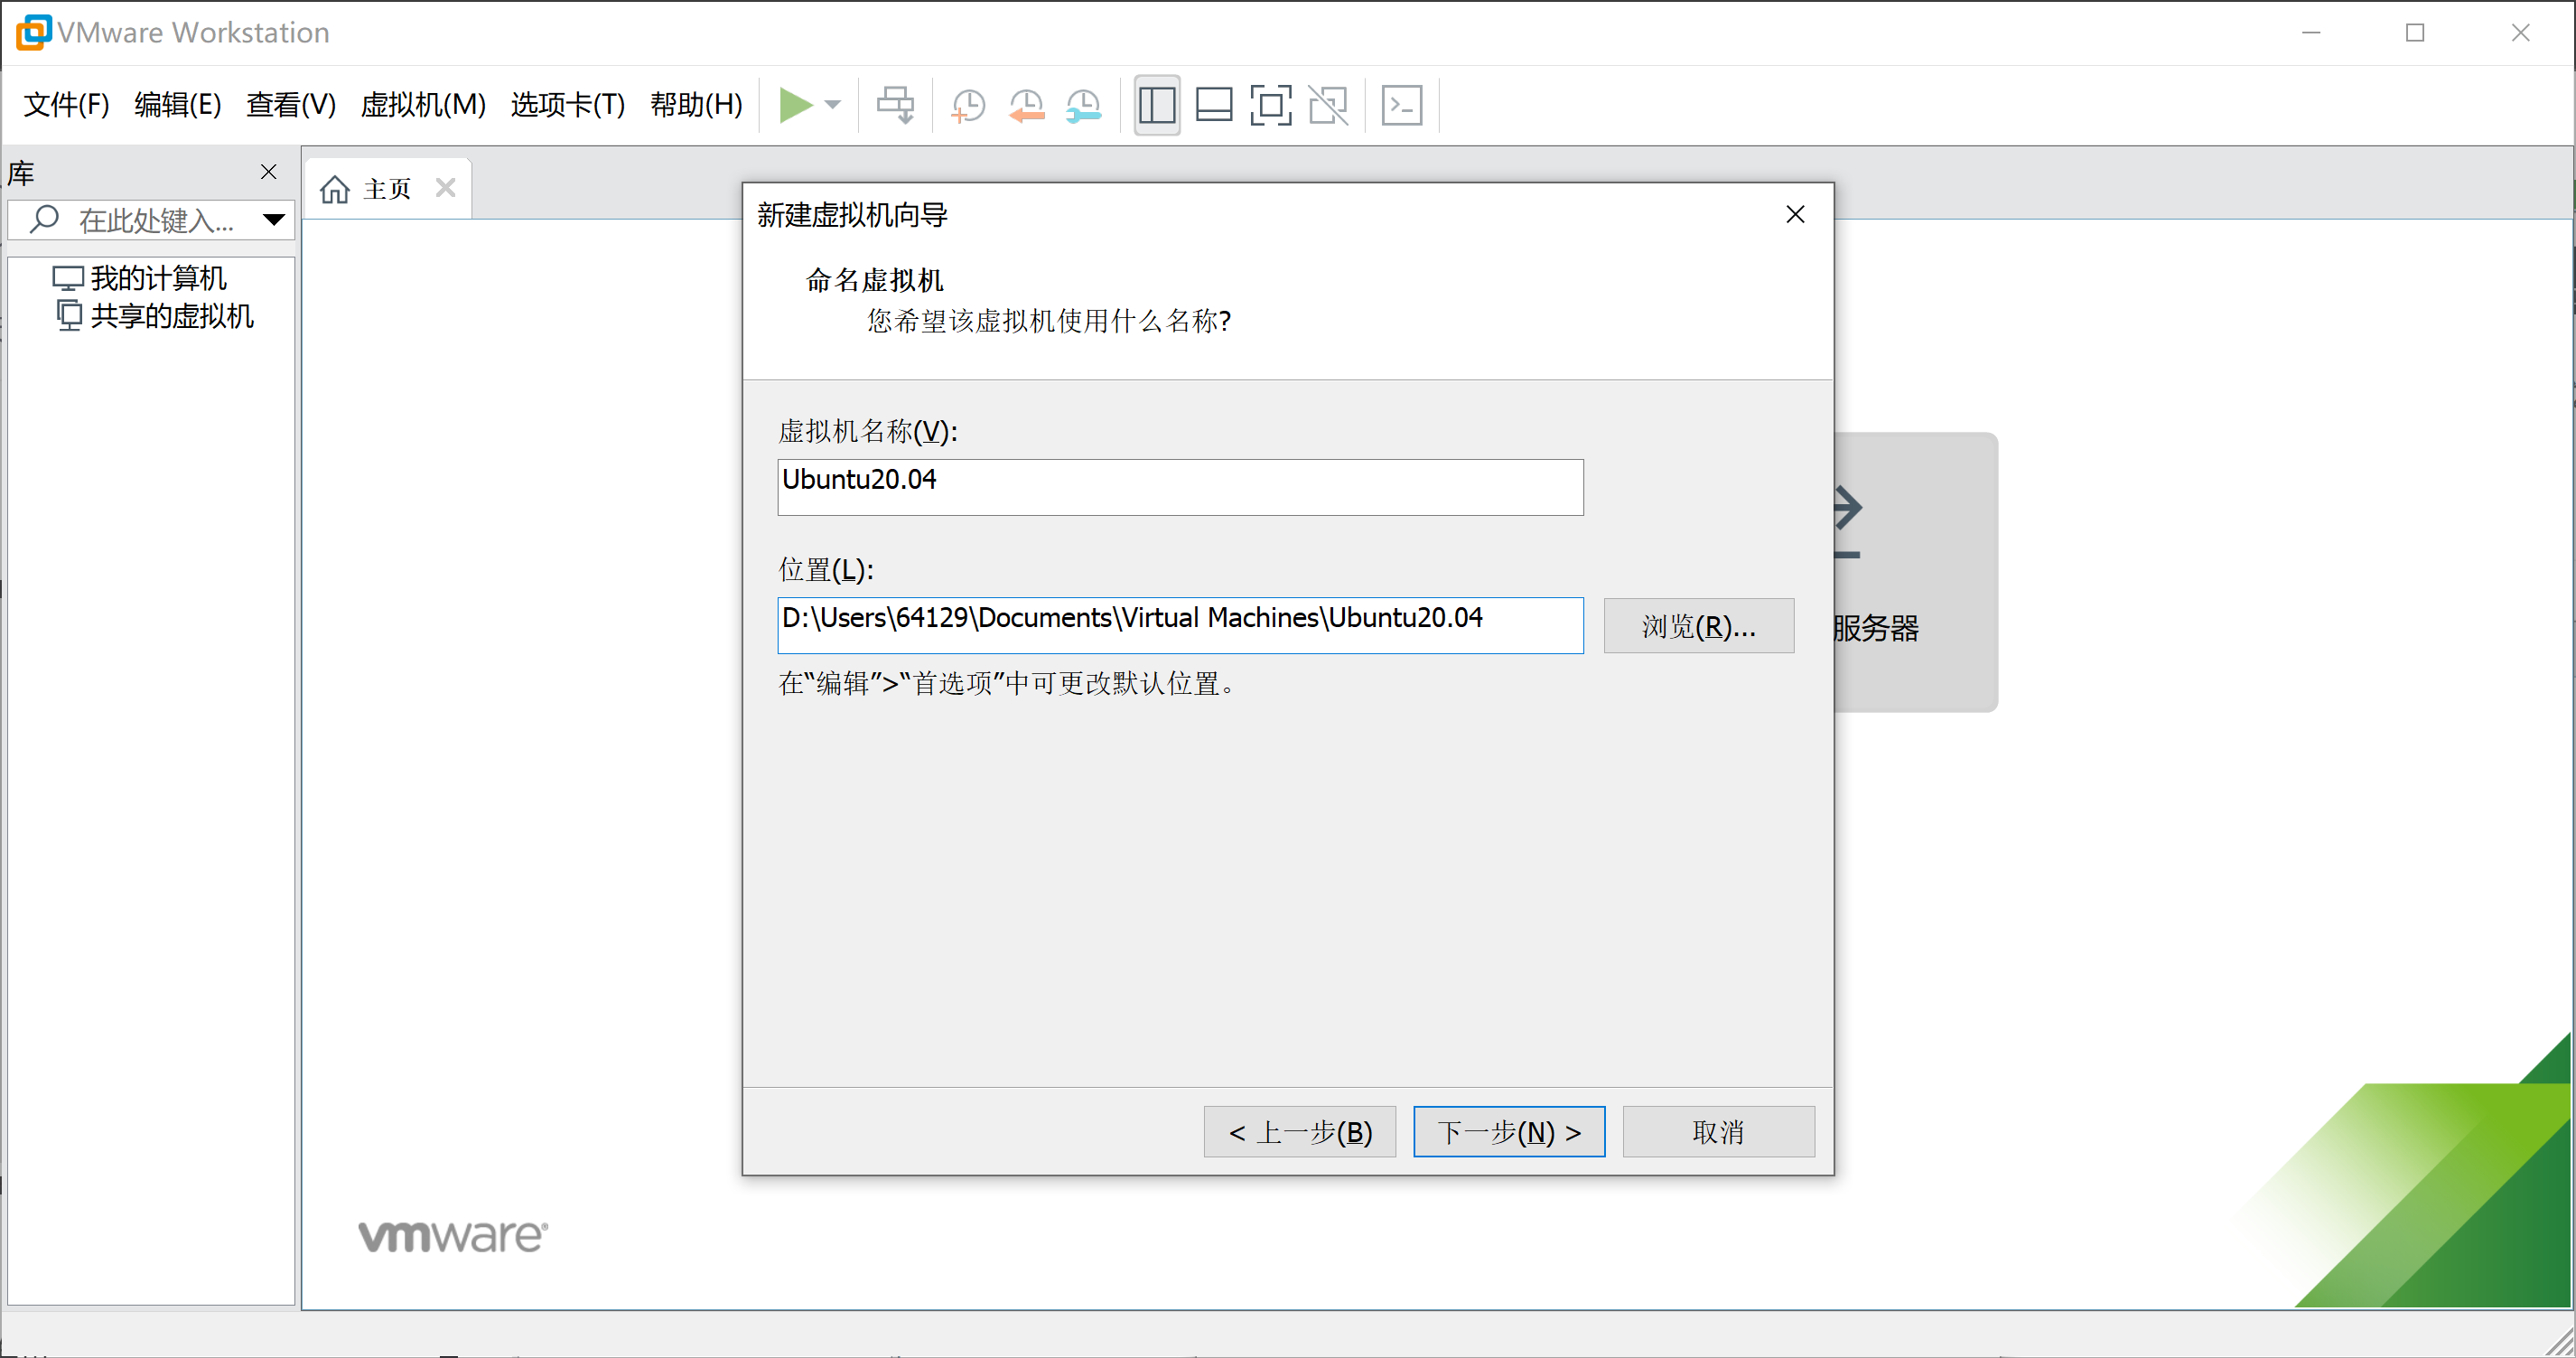 VMware Workstation
文件(F) 编辑(E) 查看(V) 虚拟机(M) 选项卡(T) 帮助(H)
库
在此处键入...
我的计算机
共享的虚拟机
主页
新建虚拟机向导
命名虚拟机
您希望该虚拟机使用什么名称?
虚拟机名称(V):
Ubuntu20.04
位置(L):
D:\Users\64129\Documents\Virtual Machines\Ubuntu20.04
浏览(R)...
在“编辑”>“首选项”中可更改默认位置。
< 上一步(B) 下一步(N) > 取消
服务器
vmware®